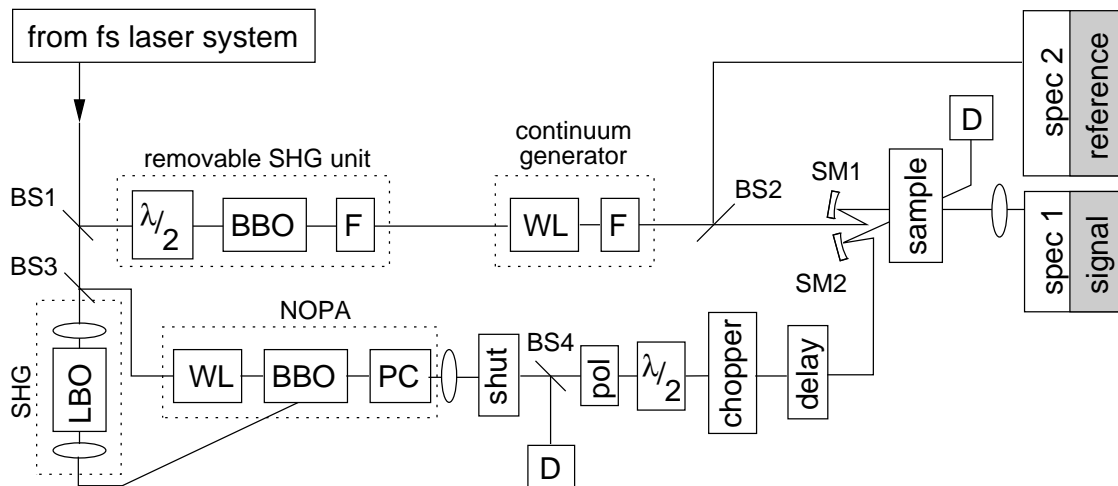 from fs laser system
spec 2
reference
D
continuum
generator
removable SHG unit
SM1
BS2
BS1
λ/2
BBO
F
WL
F
sample
spec 1
signal
BS3
SM2
NOPA
SHG
LBO
WL
BBO
PC
shut
BS4
pol
λ/2
chopper
delay
D